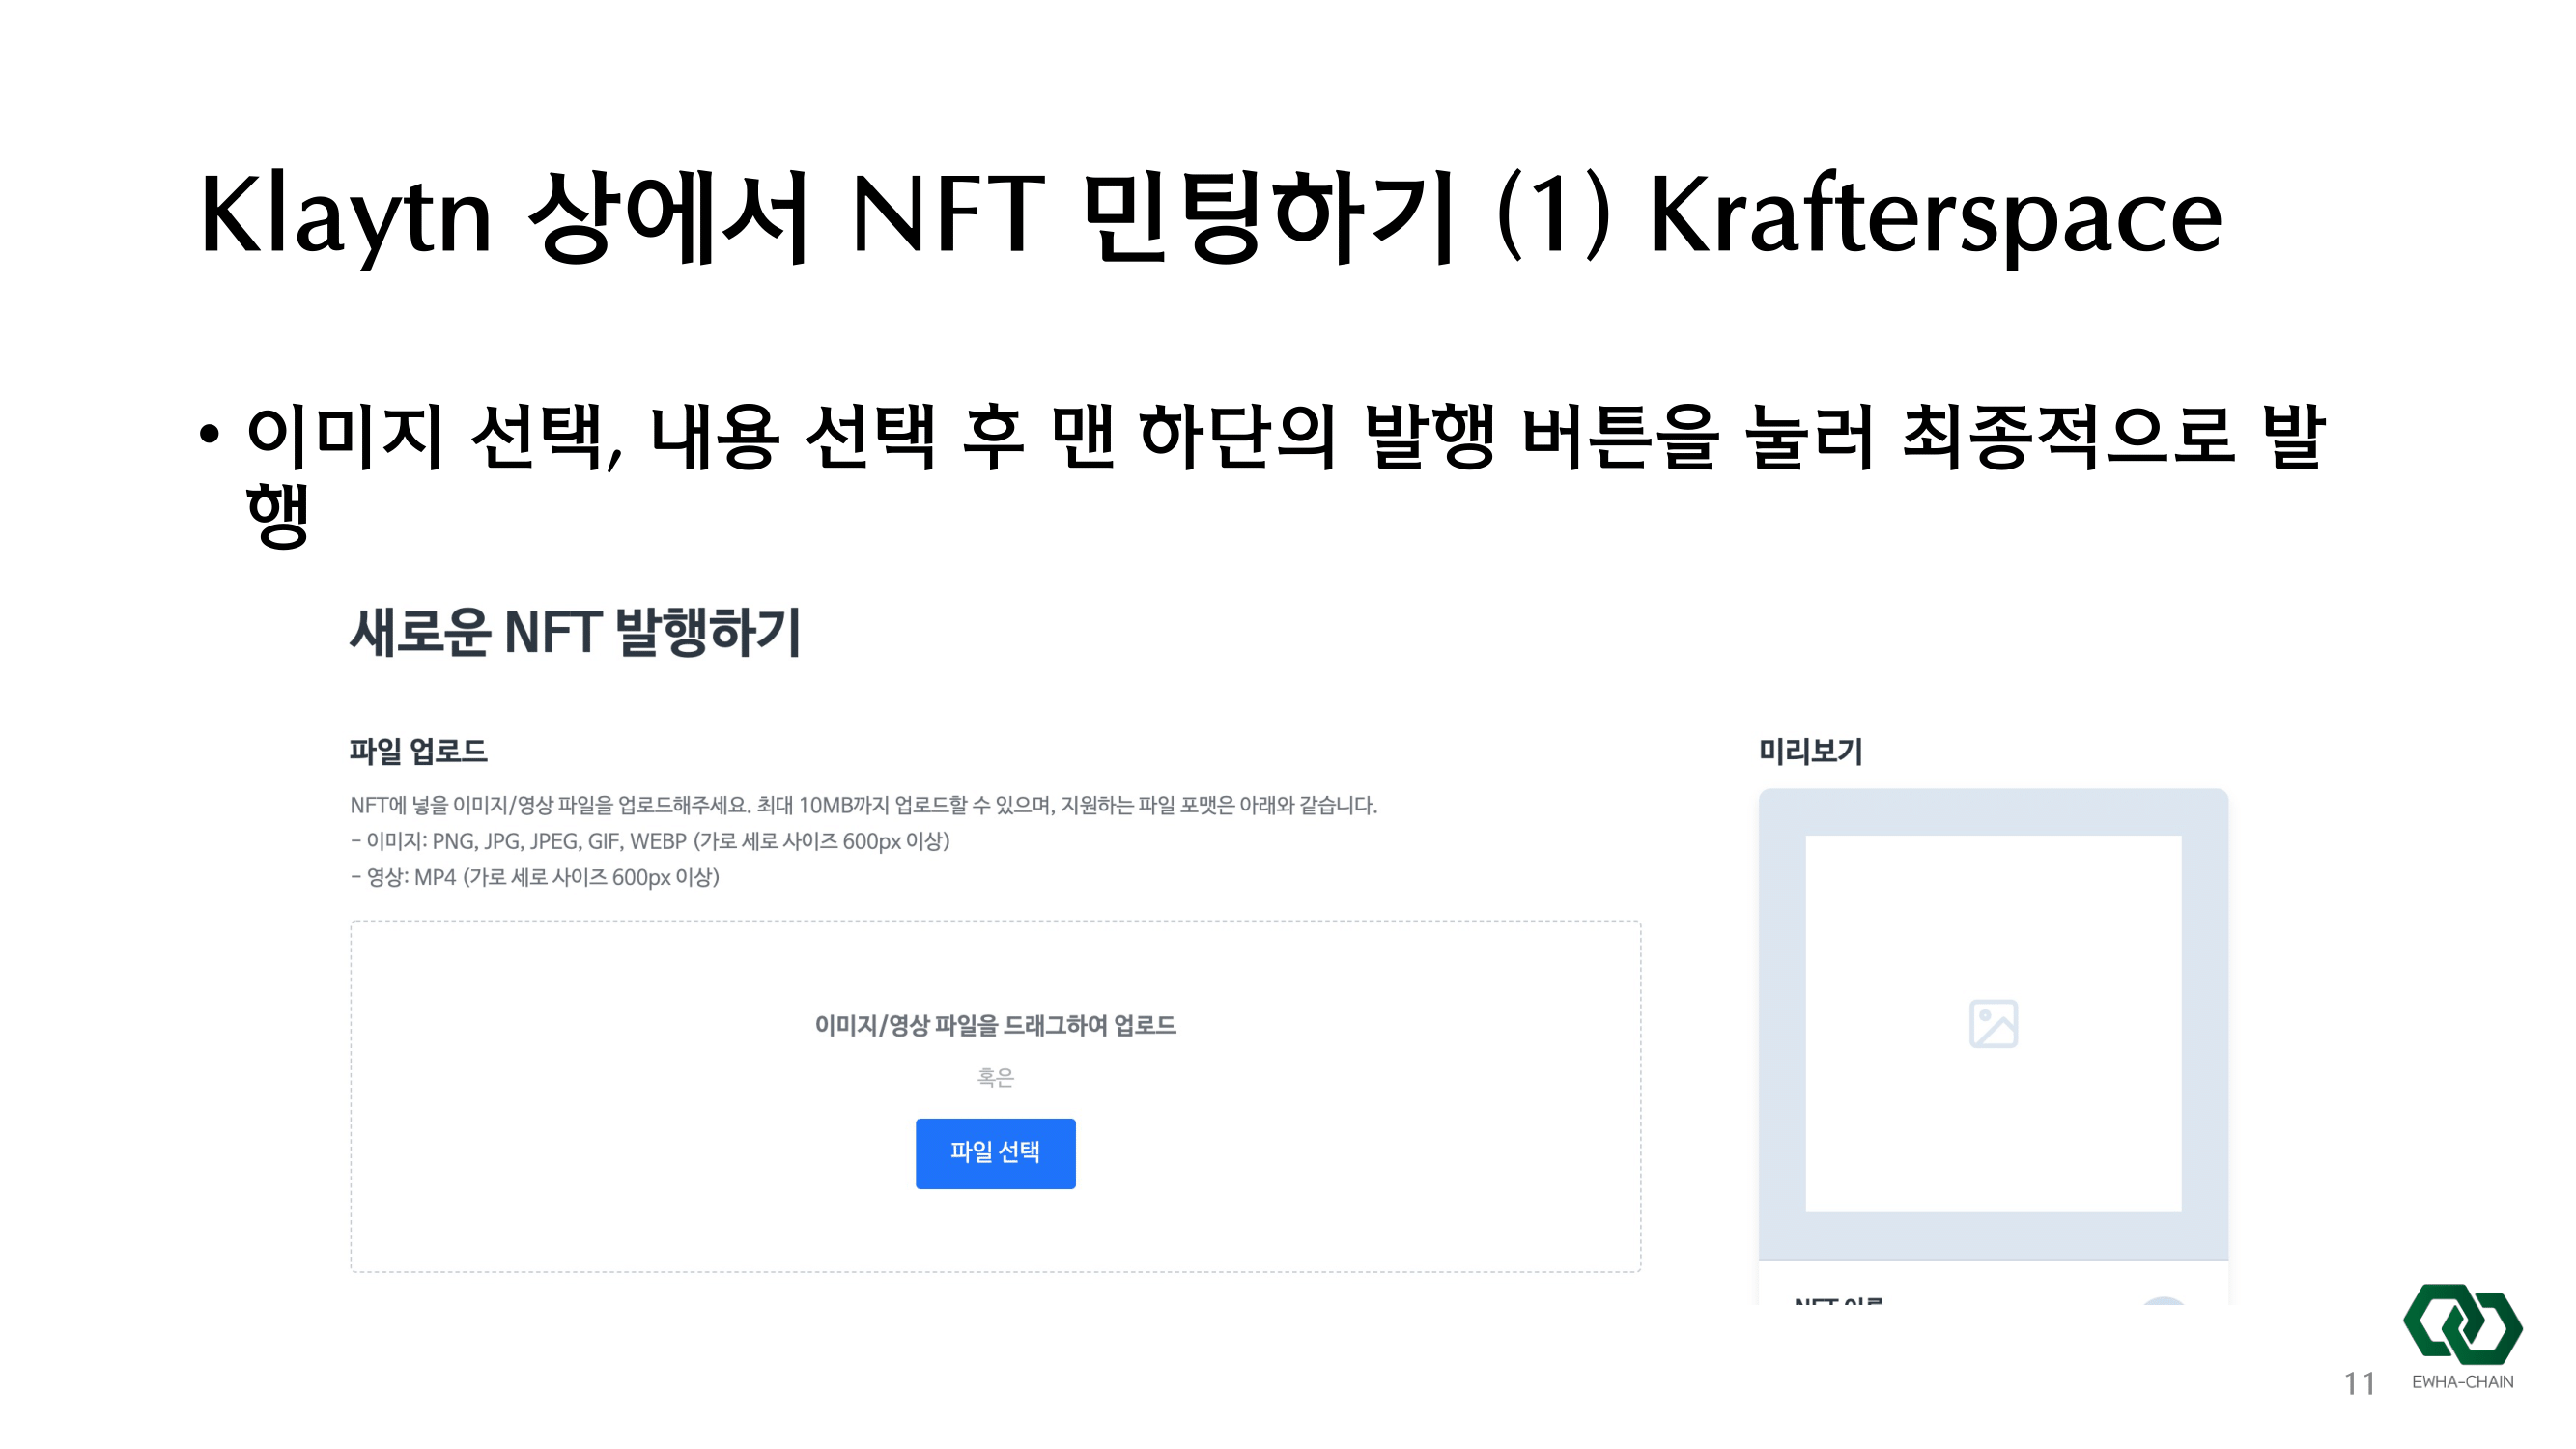 Klaytn 상에서 NFT 민팅하기 (1) Krafterspace
• 이미지 선택, 내용 선택 후 맨 하단의 발행 버튼을 눌러 최종적으로 발
행
새로운 NFT 발행하기
파일 업로드
NFT에 넣을 이미지/영상 파일을 업로드해주세요. 최대 10MB까지 업로드할 수 있으며, 지원하는 파일 포맷은 아래와 같습니다.
- 이미지: PNG, JPG, JPEG, GIF, WEBP (가로 세로 사이즈 600px 이상)
- 영상: MP4 (가로 세로 사이즈 600px 이상)
이미지/영상 파일을 드래그하여 업로드
혹은
파일 선택
미리보기
NFT 이름
11
EWHA-CHAIN